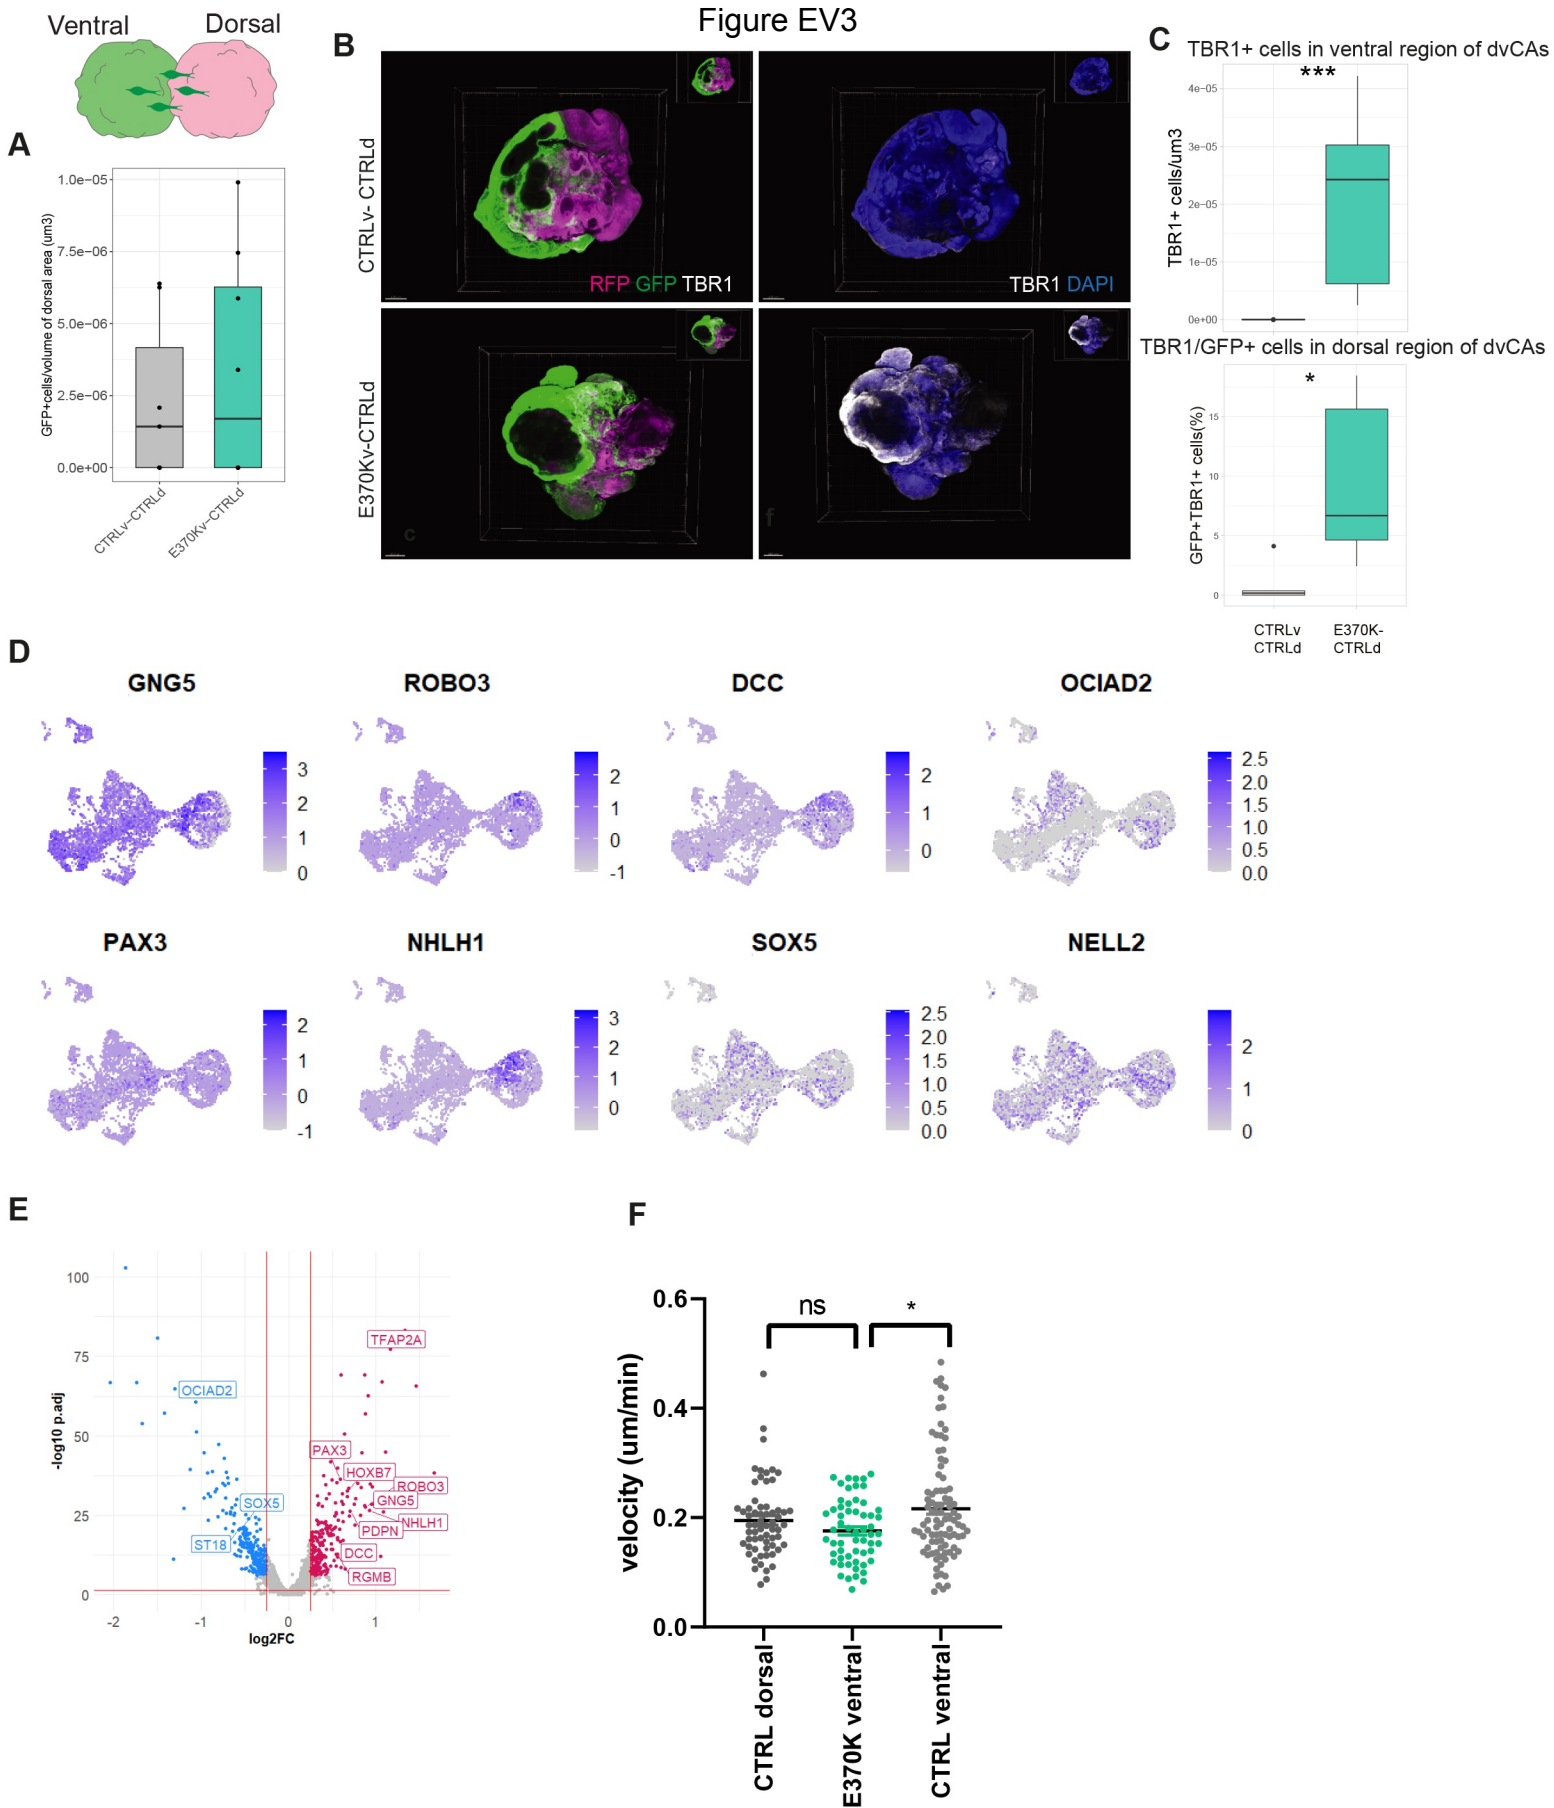 Figure EV3
Ventral
Dorsal
A
GFP+cells/volume of dorsal area (um3)
1.0e−05
7.5e−06
5.0e−06
2.5e−06
0.0e+00
CTRLv−CTRLd
E370Kv−CTRLd
B
CTRLv- CTRLd
RFP GFP TBR1
TBR1 DAPI
E370Kv-CTRLd
c
f
C
TBR1+ cells in ventral region of dvCAs
***
TBR1+ cells/um3
4e−05
3e−05
2e−05
1e−05
0e+00
TBR1/GFP+ cells in dorsal region of dvCAs
*
GFP+TBR1+ cells(%)
15
10
5
0
CTRLv
CTRLd
E370K-
CTRLd
D
GNG5
3
2
1
0
ROBO3
2
1
0
-1
DCC
2
1
0
OCIAD2
2.5
2.0
1.5
1.0
0.5
0.0
PAX3
2
1
0
-1
NHLH1
3
2
1
0
SOX5
2.5
2.0
1.5
1.0
0.5
0.0
NELL2
2
1
0
E
-log10 p.adj
100
75
50
25
0
TFAP2A
OCIAD2
PAX3
HOXB7
ROBO3
GNG5
SOX5
NHLH1
PDPN
ST18
DCC
RGMB
-2
-1
0
1
log2FC
F
velocity (um/min)
0.6
0.4
0.2
0.0
ns
*
CTRL dorsal
E370K ventral
CTRL ventral